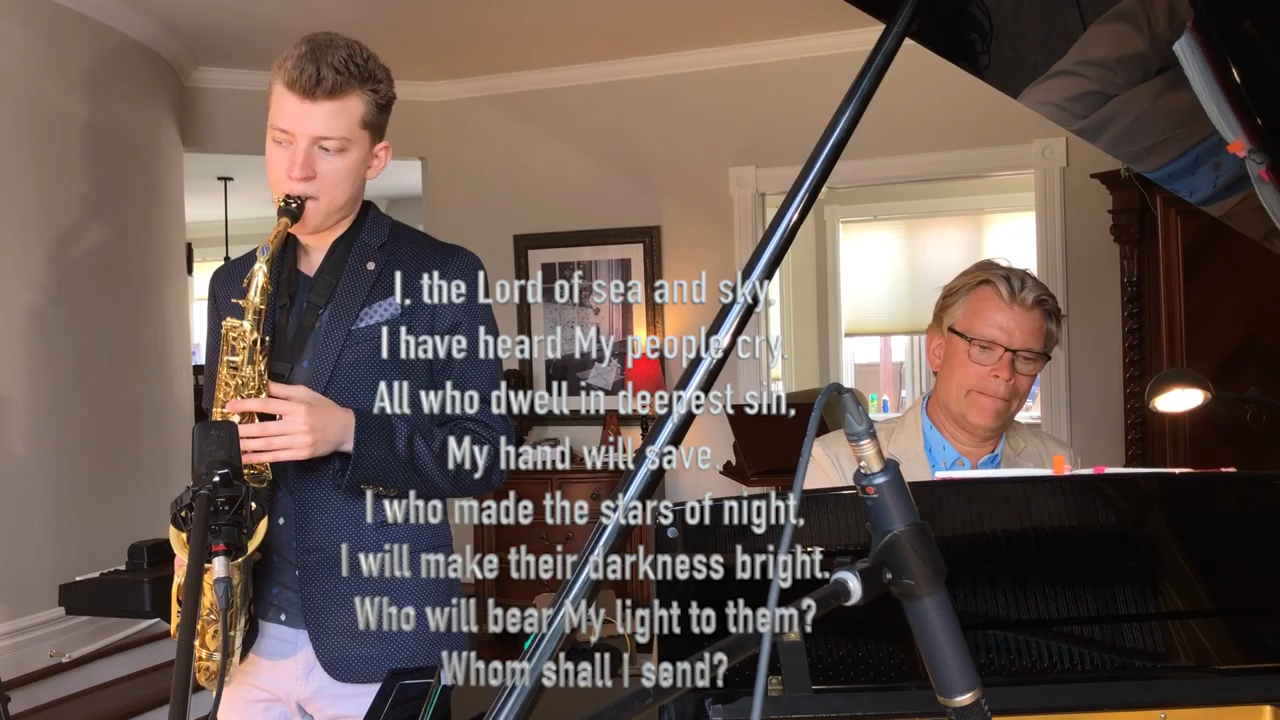 I, the Lord of sea and sky,
I have heard My people cry.
All who dwell in deepest sin,
My hand will save.
I who made the stars of night,
I will make their darkness bright.
Who will bear My light to them?
Whom shall I send?